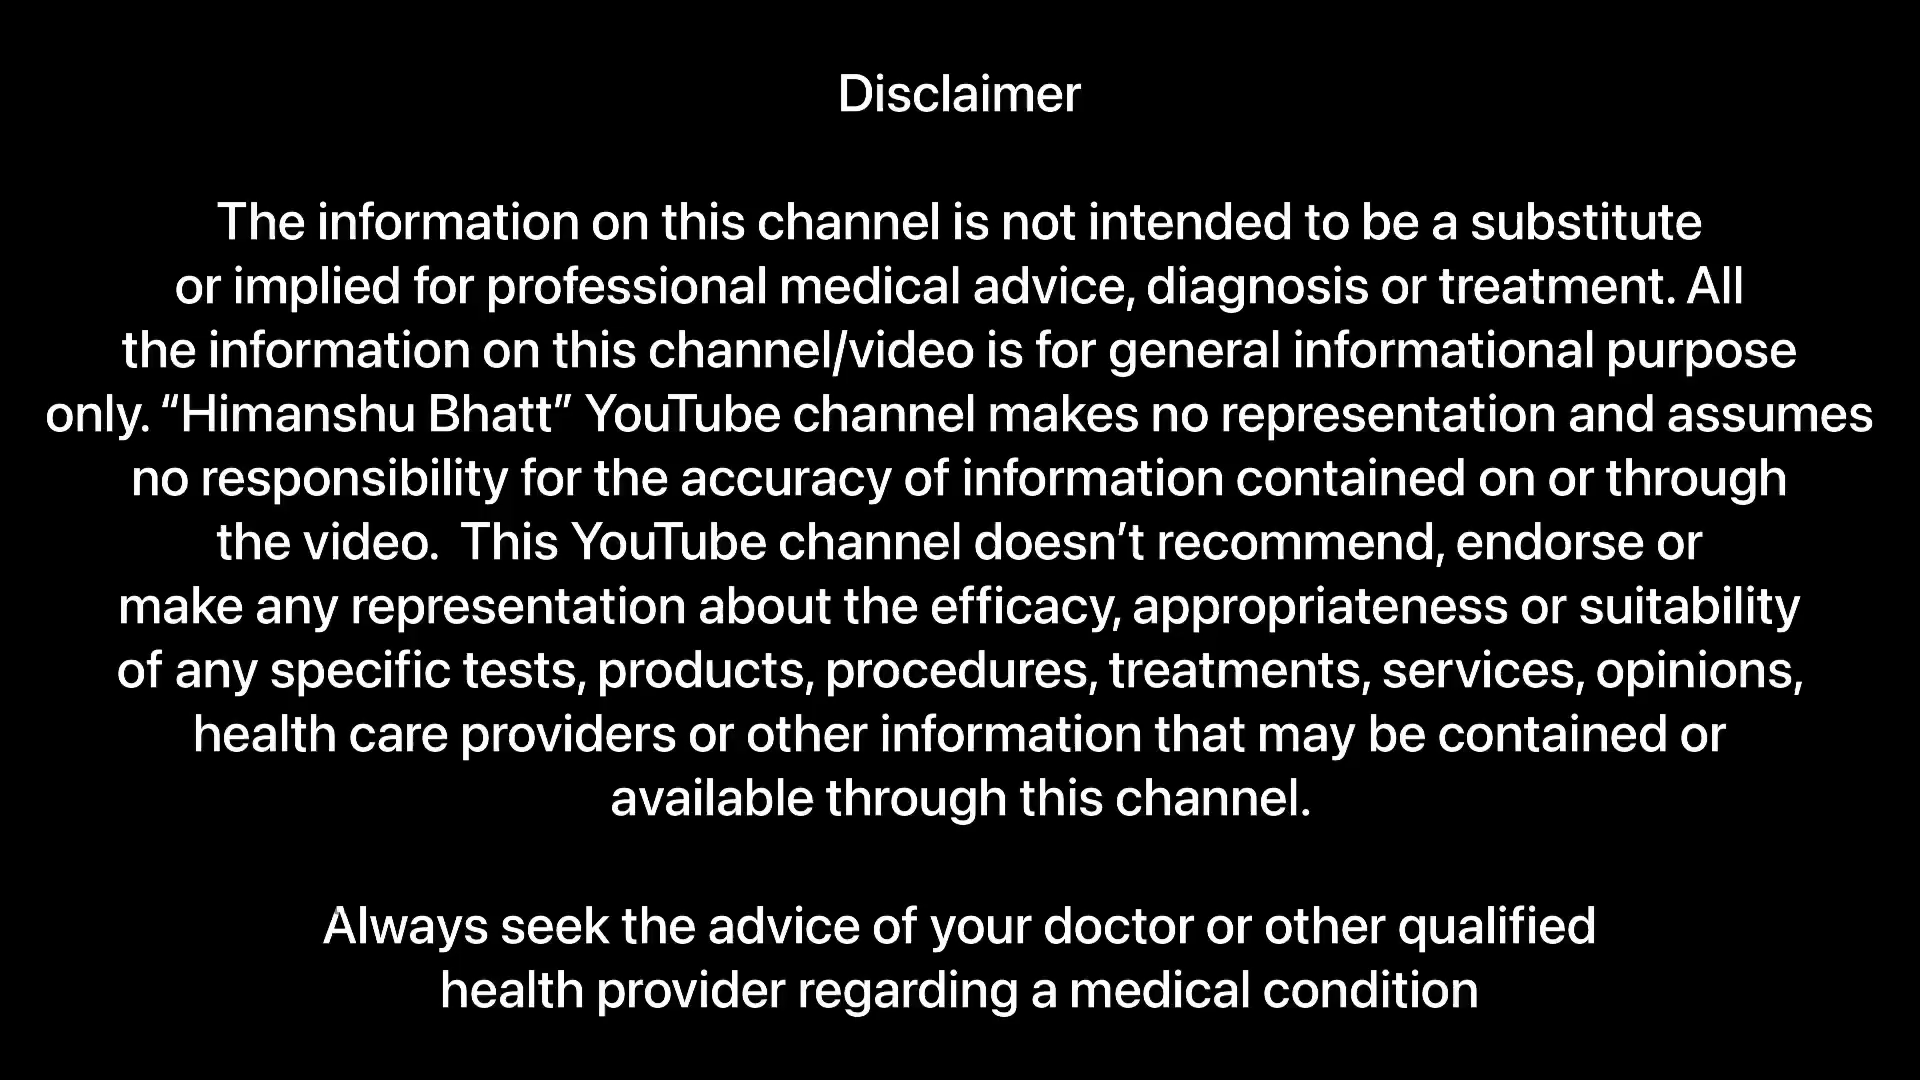 Disclaimer
The information on this channel is not intended to be a substitute
or implied for professional medical advice, diagnosis or treatment. All
the information on this channel/video is for general informational purpose
only. “Himanshu Bhatt” YouTube channel makes no representation and assumes
no responsibility for the accuracy of information contained on or through
the video.  This YouTube channel doesn’t recommend, endorse or
make any representation about the efficacy, appropriateness or suitability
of any specific tests, products, procedures, treatments, services, opinions,
health care providers or other information that may be contained or
available through this channel.
Always seek the advice of your doctor or other qualified
health provider regarding a medical condition